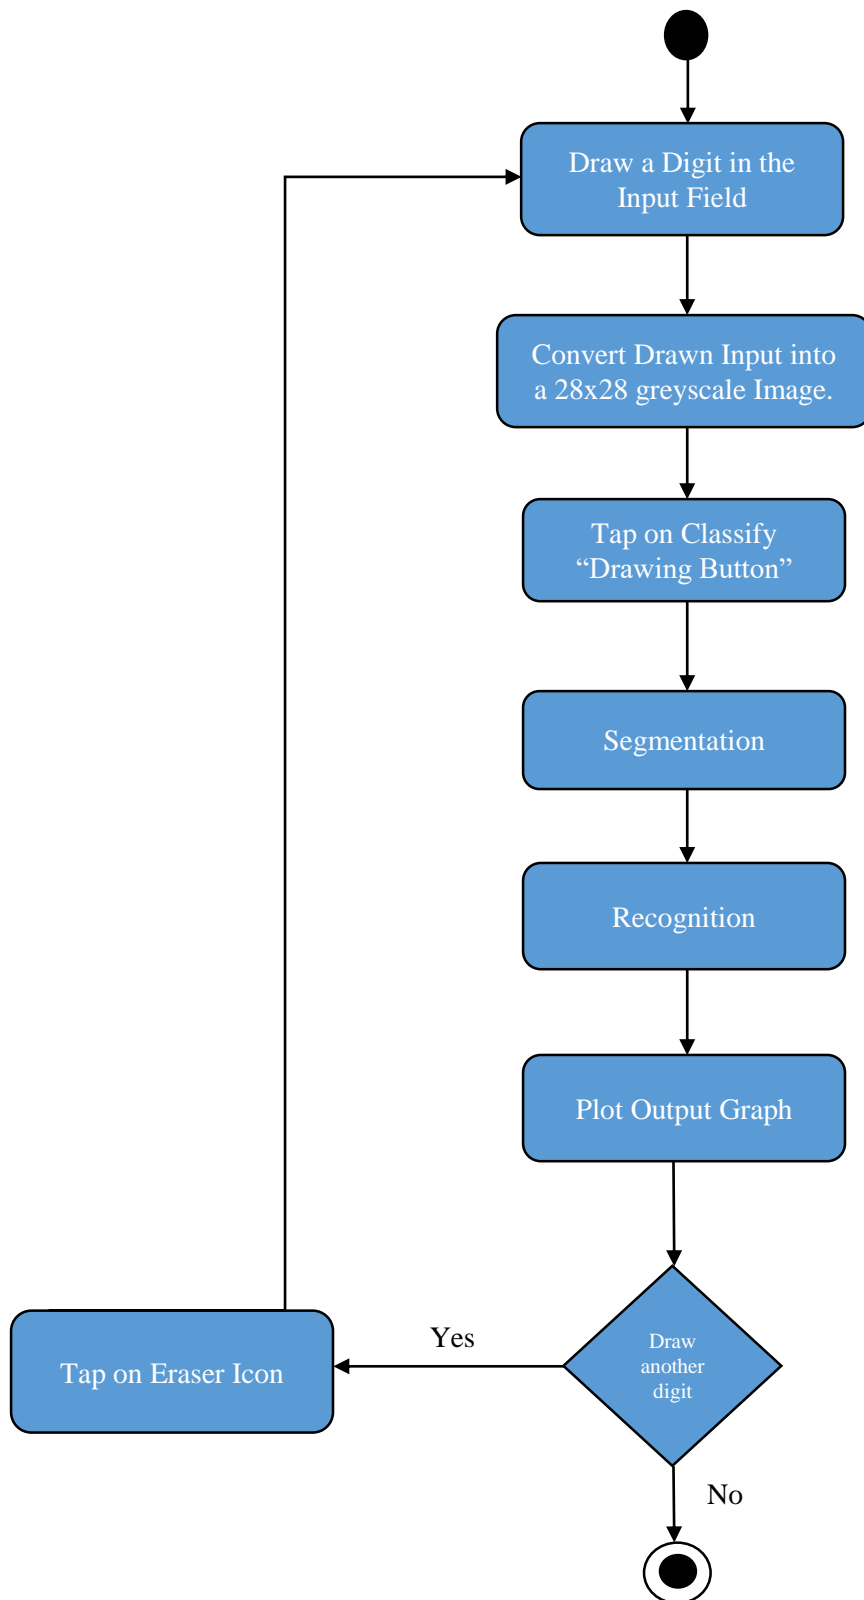 Draw a Digit in the
Input Field
Convert Drawn Input into
a 28x28 greyscale Image.
Tap on Classify
“Drawing Button”
Segmentation
Recognition
Plot Output Graph
Draw
another
digit
Yes
Tap on Eraser Icon
No